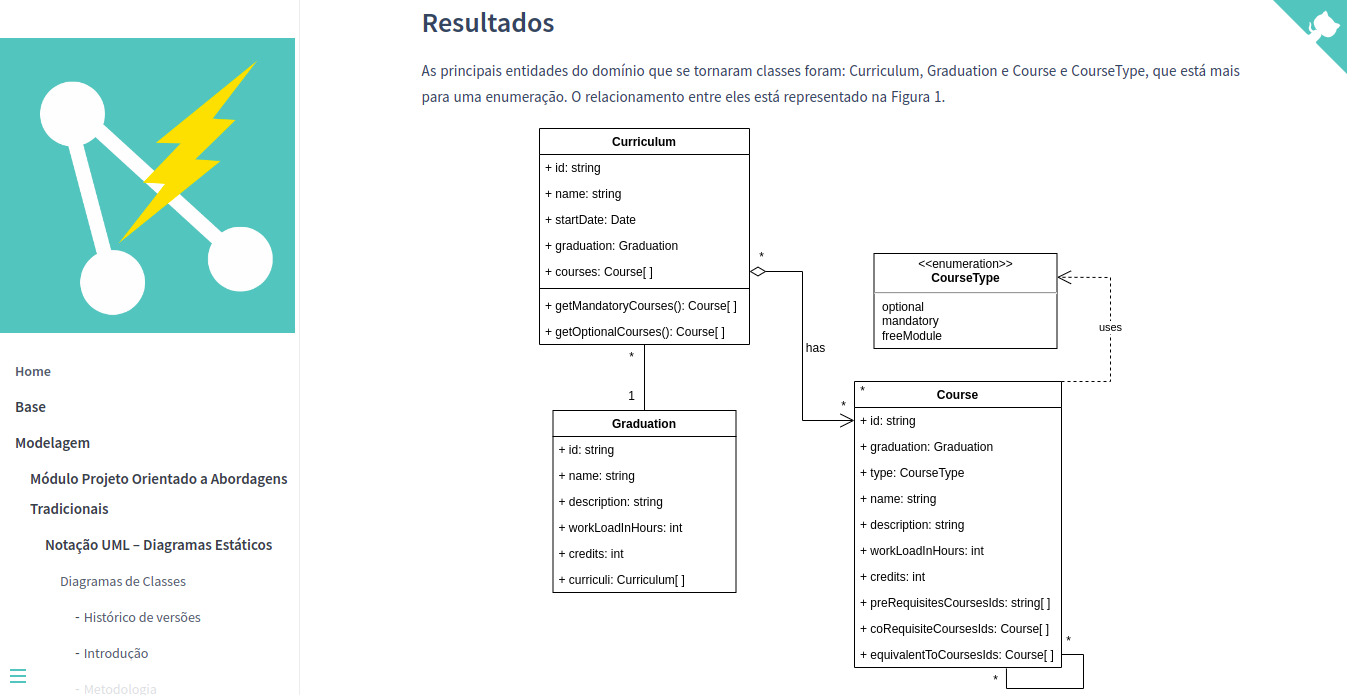 Home
Base
Modelagem
Módulo Projeto Orientado a Abordagens
Tradicionais
Notação UML – Diagramas Estáticos
Diagramas de Classes
- Histórico de versões
- Introdução
- Metodologia
Resultados
As principais entidades do domínio que se tornaram classes foram: Curriculum, Graduation e Course e CourseType, que está mais
para uma enumeração. O relacionamento entre eles está representado na Figura 1.
Curriculum
+ id: string
+ name: string
+ startDate: Date
+ graduation: Graduation
+ courses: Course[ ]
+ getMandatoryCourses(): Course[ ]
+ getOptionalCourses(): Course[ ]
*
1
Graduation
+ id: string
+ name: string
+ description: string
+ workLoadInHours: int
+ credits: int
+ curriculi: Curriculum[ ]
*
has
*
<<enumeration>>
CourseType
optional
mandatory
freeModule
uses
*
Course
+ id: string
+ graduation: Graduation
+ type: CourseType
+ name: string
+ description: string
+ workLoadInHours: int
+ credits: int
+ preRequisitesCoursesIds: string[ ]
+ coRequisiteCoursesIds: Course[ ]
+ equivalentToCoursesIds: Course[ ]
*
*